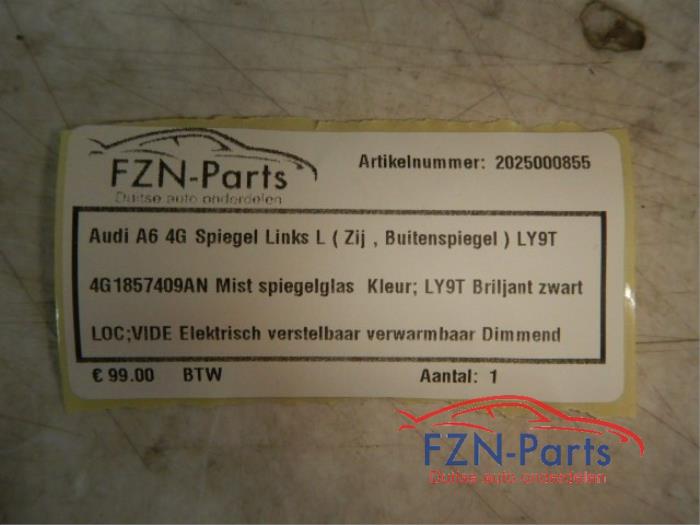 FZN-Parts
Duitse auto onderdelen
Artikelnummer: 2025000855
Audi A6 4G Spiegel Links L ( Zij , Buitenspiegel ) LY9T
4G1857409AN Mist spiegelglas Kleur; LY9T Briljant zwart
LOC;VIDE Elektrisch verstelbaar verwarmbaar Dimmend
€ 99.00 BTW Aantal: 1
FZN-Parts
Duitse auto onderdelen